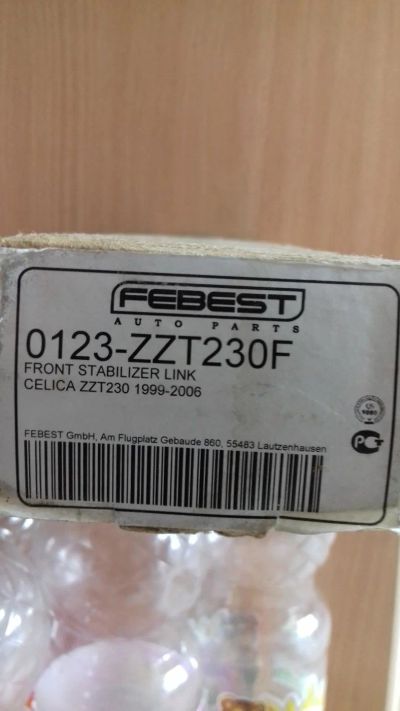 FEBEST
AUTO PARTS
0123-ZZT230F
FRONT STABILIZER LINK
CELICA ZZT230 1999-2006
FEBEST GmbH, Am Flugplatz Gebaude 860, 55483 Lautzenhausen